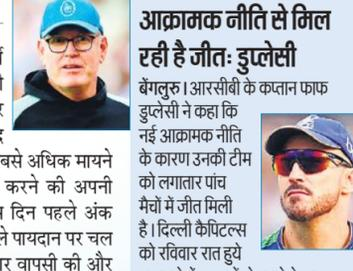 आक्रामक नीति से मिल
रही है जीतः डुप्लेसी
बेंगलुरु। आरसीबी के कप्तान फाफ
डुप्लेसी ने कहा कि
नई आक्रामक नीति
के कारण उनकी टीम
को लगातार पांच
मैचों में जीत मिली
है। दिल्ली कैपिटल्स
को रविवार रात हुये
बसे अधिक मायने
करने की अपनी
दिन पहले अंक
ले पायदान पर चल
र वापसी की और